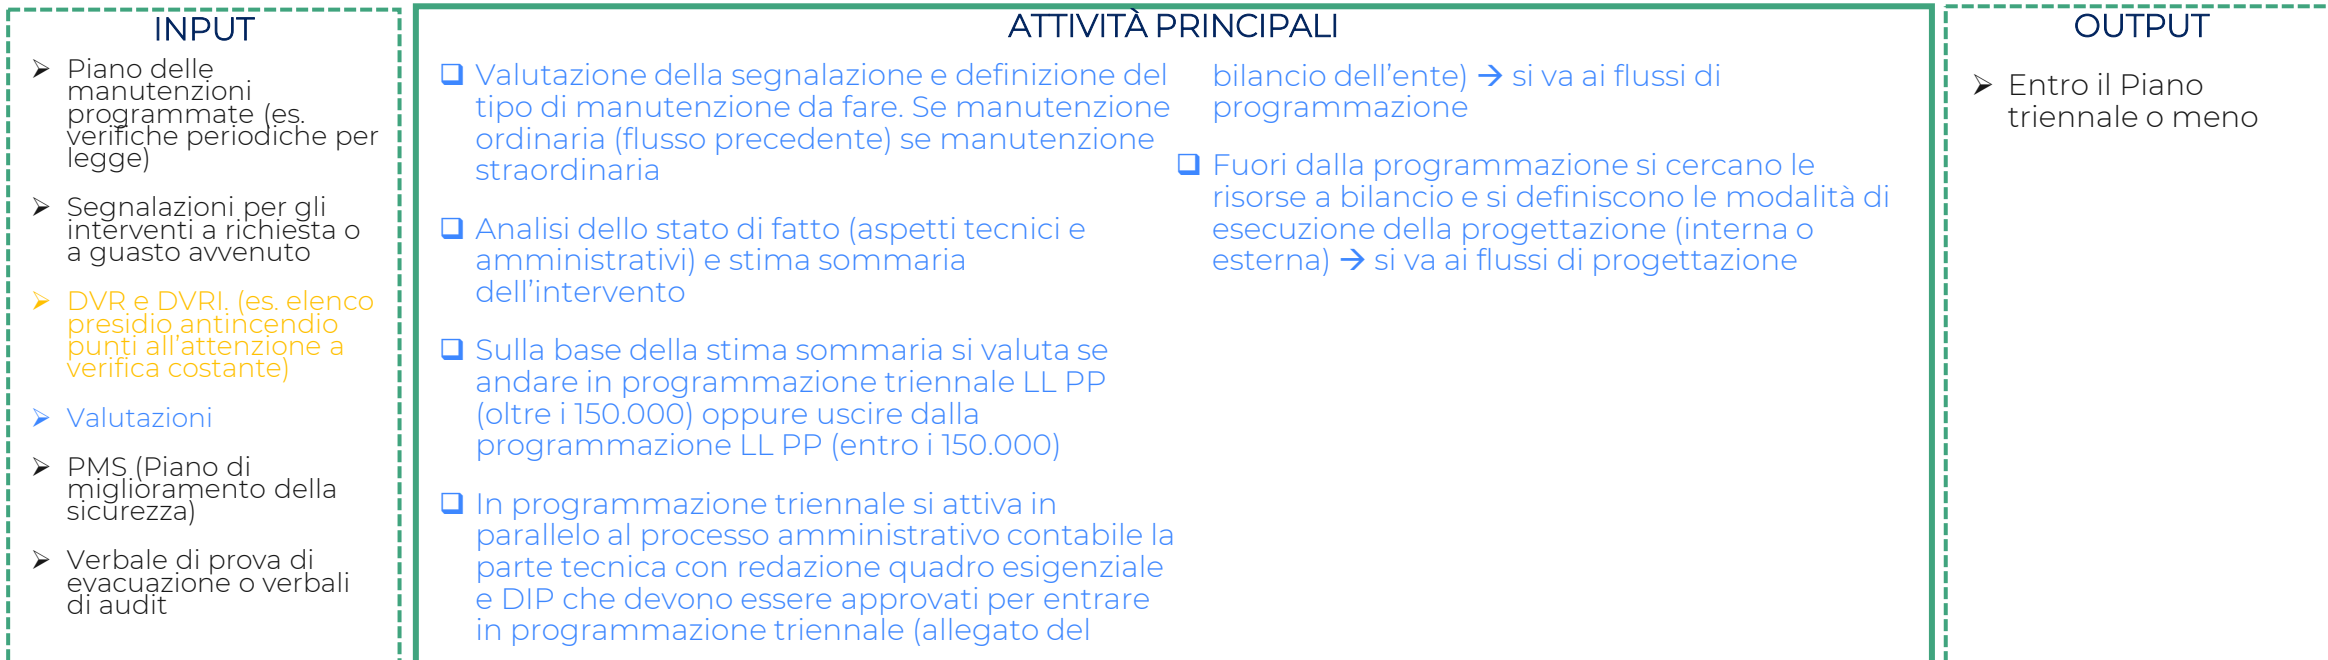 INPUT
➢ Piano delle
manutenzioni
programmate (es.
verifiche periodiche per
legge)
➢ Segnalazioni per gli
interventi a richiesta o
a guasto avvenuto
➢ DVR e DVRI. (es. elenco
presidio antincendio
punti all'attenzione a
verifica costante)
➢ Valutazioni
➢ PMS (Piano di
miglioramento della
sicurezza)
➢ Verbale di prova di
evacuazione o verbali
di audit
ATTIVITÀ PRINCIPALI
❑ Valutazione della segnalazione e definizione del
tipo di manutenzione da fare. Se manutenzione
ordinaria (flusso precedente) se manutenzione
straordinaria
❑ Analisi dello stato di fatto (aspetti tecnici e
amministrativi) e stima sommaria
dell'intervento
❑ Sulla base della stima sommaria si valuta se
andare in programmazione triennale LL PP
(oltre i 150.000) oppure uscire dalla
programmazione LL PP (entro i 150.000)
❑ In programmazione triennale si attiva in
parallelo al processo amministrativo contabile la
parte tecnica con redazione quadro esigenziale
e DIP che devono essere approvati per entrare
in programmazione triennale (allegato del
bilancio dell'ente) → si va ai flussi di
programmazione
❑ Fuori dalla programmazione si cercano le
risorse a bilancio e si definiscono le modalità di
esecuzione della progettazione (interna o
esterna) → si va ai flussi di progettazione
OUTPUT
➢ Entro il Piano
triennale o meno